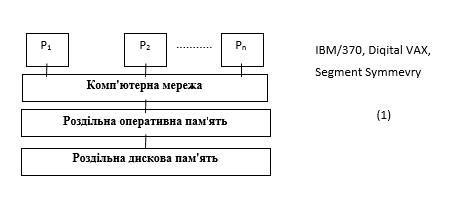 P1
P2
...........
Pn
IBM/370, Diqital VAX,
Segment Symmevry
Комп'ютерна мережа
Роздільна оперативна пам'ять
(1)
Роздільна дискова пам'ять